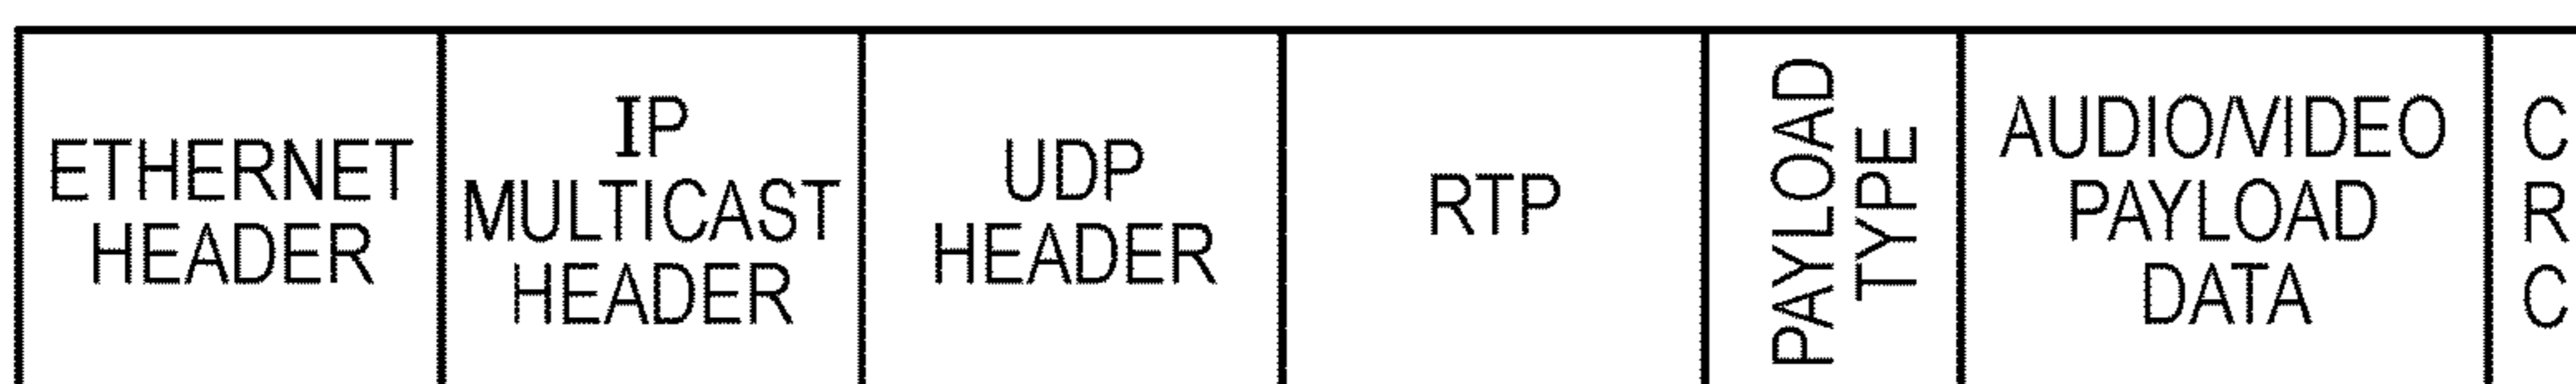 ETHERNET
HEADER
IP
MULTICAST
HEADER
UDP
HEADER
RTP
PAYLOAD
TYPE
AUDIO/VIDEO
PAYLOAD
DATA
C
R
C